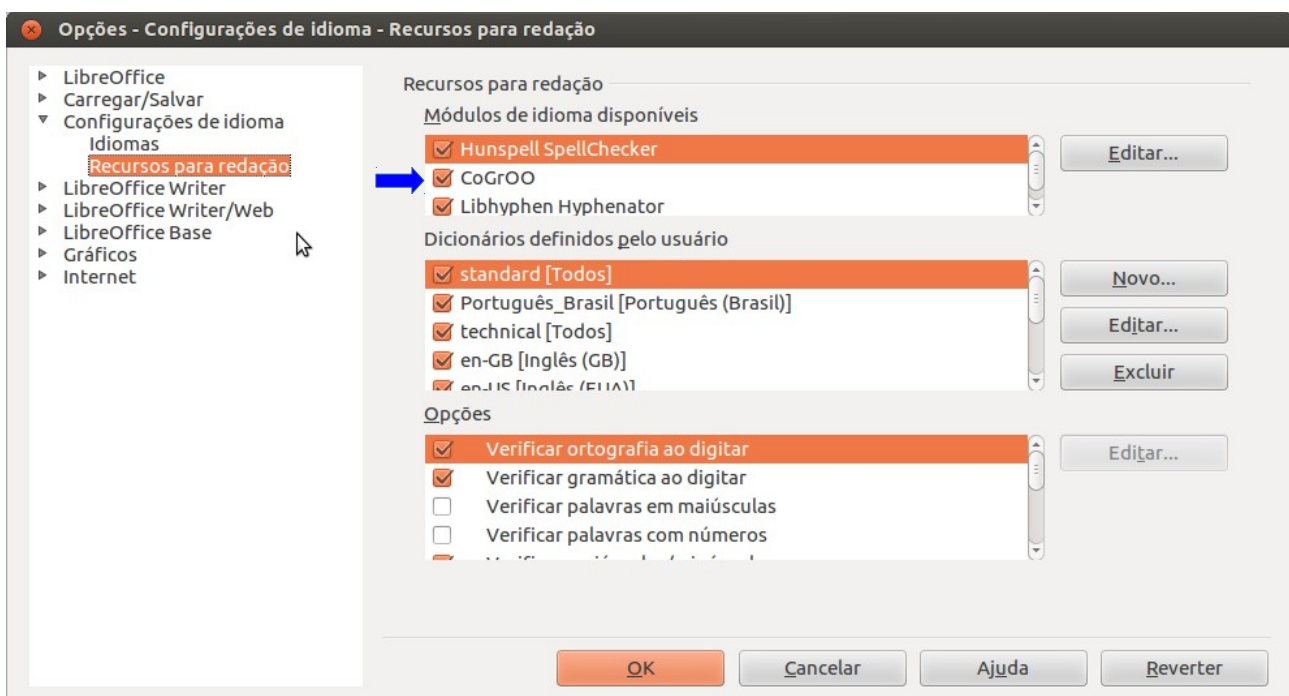 Opções - Configurações de idioma - Recursos para redação
LibreOffice
Carregar/Salvar
Configurações de idioma
Idiomas
Recursos para redação
LibreOffice Writer
LibreOffice Writer/Web
LibreOffice Base
Gráficos
Internet
Recursos para redação
Módulos de idioma disponíveis
Hunspell SpellChecker
CoGrOO
Libhyphen Hyphenator
Editar...
Dicionários definidos pelo usuário
standard [Todos]
Português_Brasil [Português (Brasil)]
technical [Todos]
en-GB [Inglês (GB)]
en-US [Inglês (EUA)]
Novo...
Editar...
Excluir
Opções
Verificar ortografia ao digitar
Verificar gramática ao digitar
Verificar palavras em maiúsculas
Verificar palavras com números
Editar...
OK
Cancelar
Ajuda
Reverter